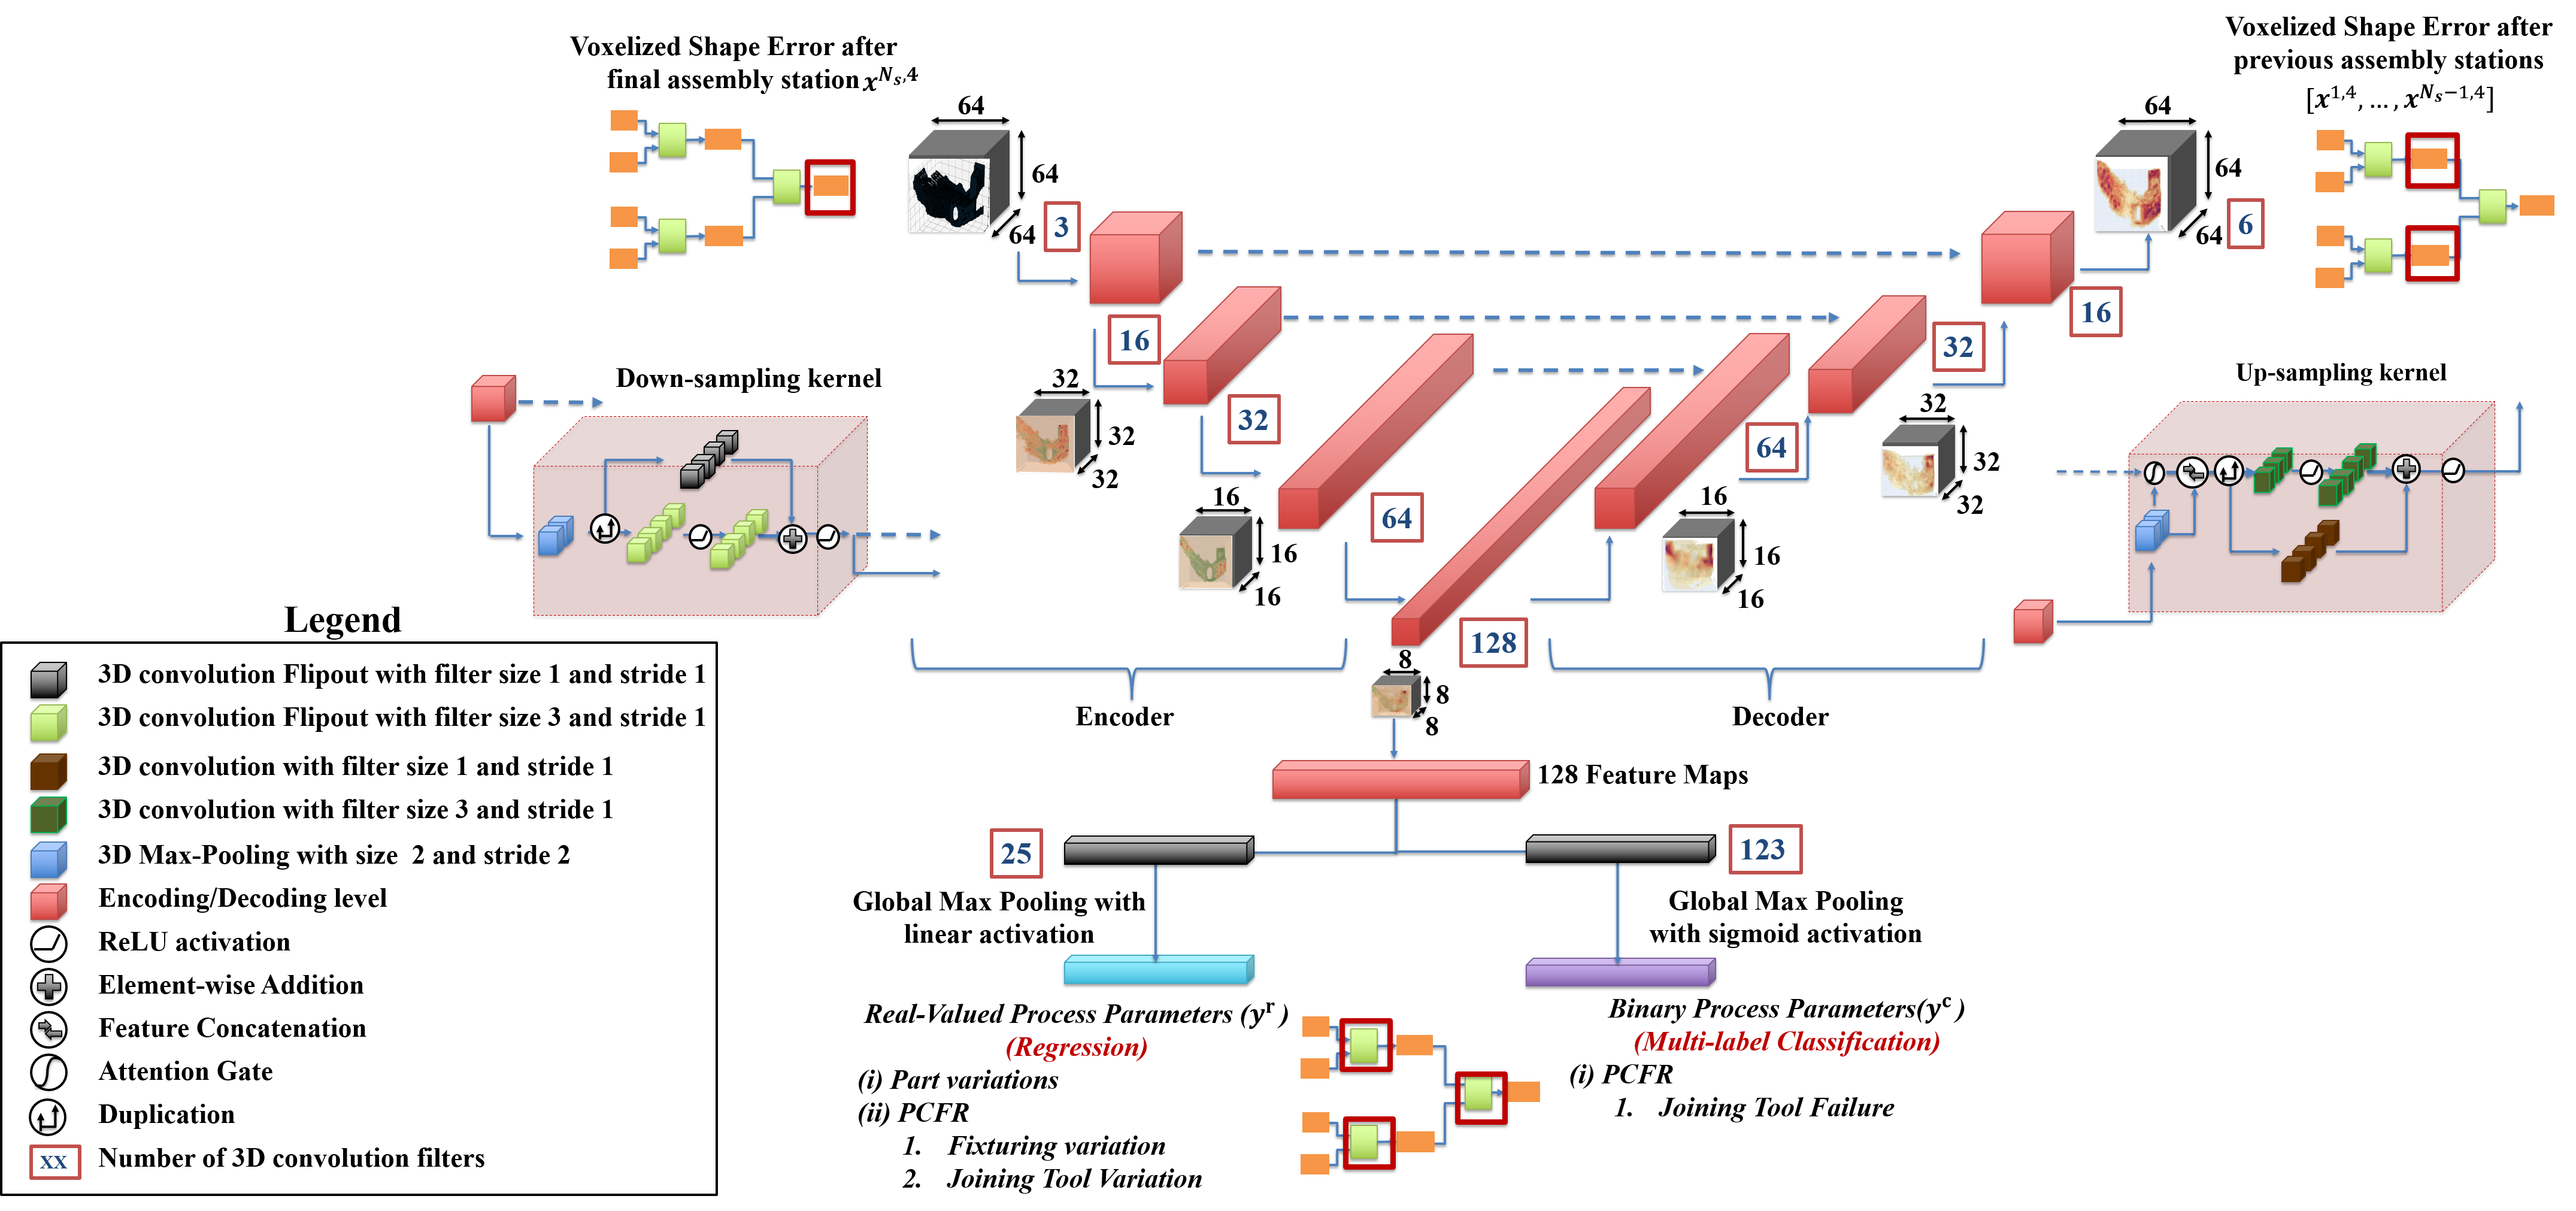 Voxelized Shape Error after
final assembly station x^{N_s,4}
Voxelized Shape Error after
previous assembly stations
[x^{1,4}, … , x^{N_s−1,4}]
64
64
64
3
64
64
64
6
16
32
64
128
64
32
16
32
32
32
16
16
16
8
8
8
16
16
16
32
32
32
Down-sampling kernel
Up-sampling kernel
Encoder
Decoder
128 Feature Maps
25
123
Global Max Pooling with
linear activation
Global Max Pooling
with sigmoid activation
Real-Valued Process Parameters (y^r)
(Regression)
(i) Part variations
(ii) PCFR
1. Fixturing variation
2. Joining Tool Variation
Binary Process Parameters(y^c)
(Multi-label Classification)
(i) PCFR
1. Joining Tool Failure
Legend
3D convolution Flipout with filter size 1 and stride 1
3D convolution Flipout with filter size 3 and stride 1
3D convolution with filter size 1 and stride 1
3D convolution with filter size 3 and stride 1
3D Max-Pooling with size 2 and stride 2
Encoding/Decoding level
ReLU activation
Element-wise Addition
Feature Concatenation
Attention Gate
Duplication
XX Number of 3D convolution filters